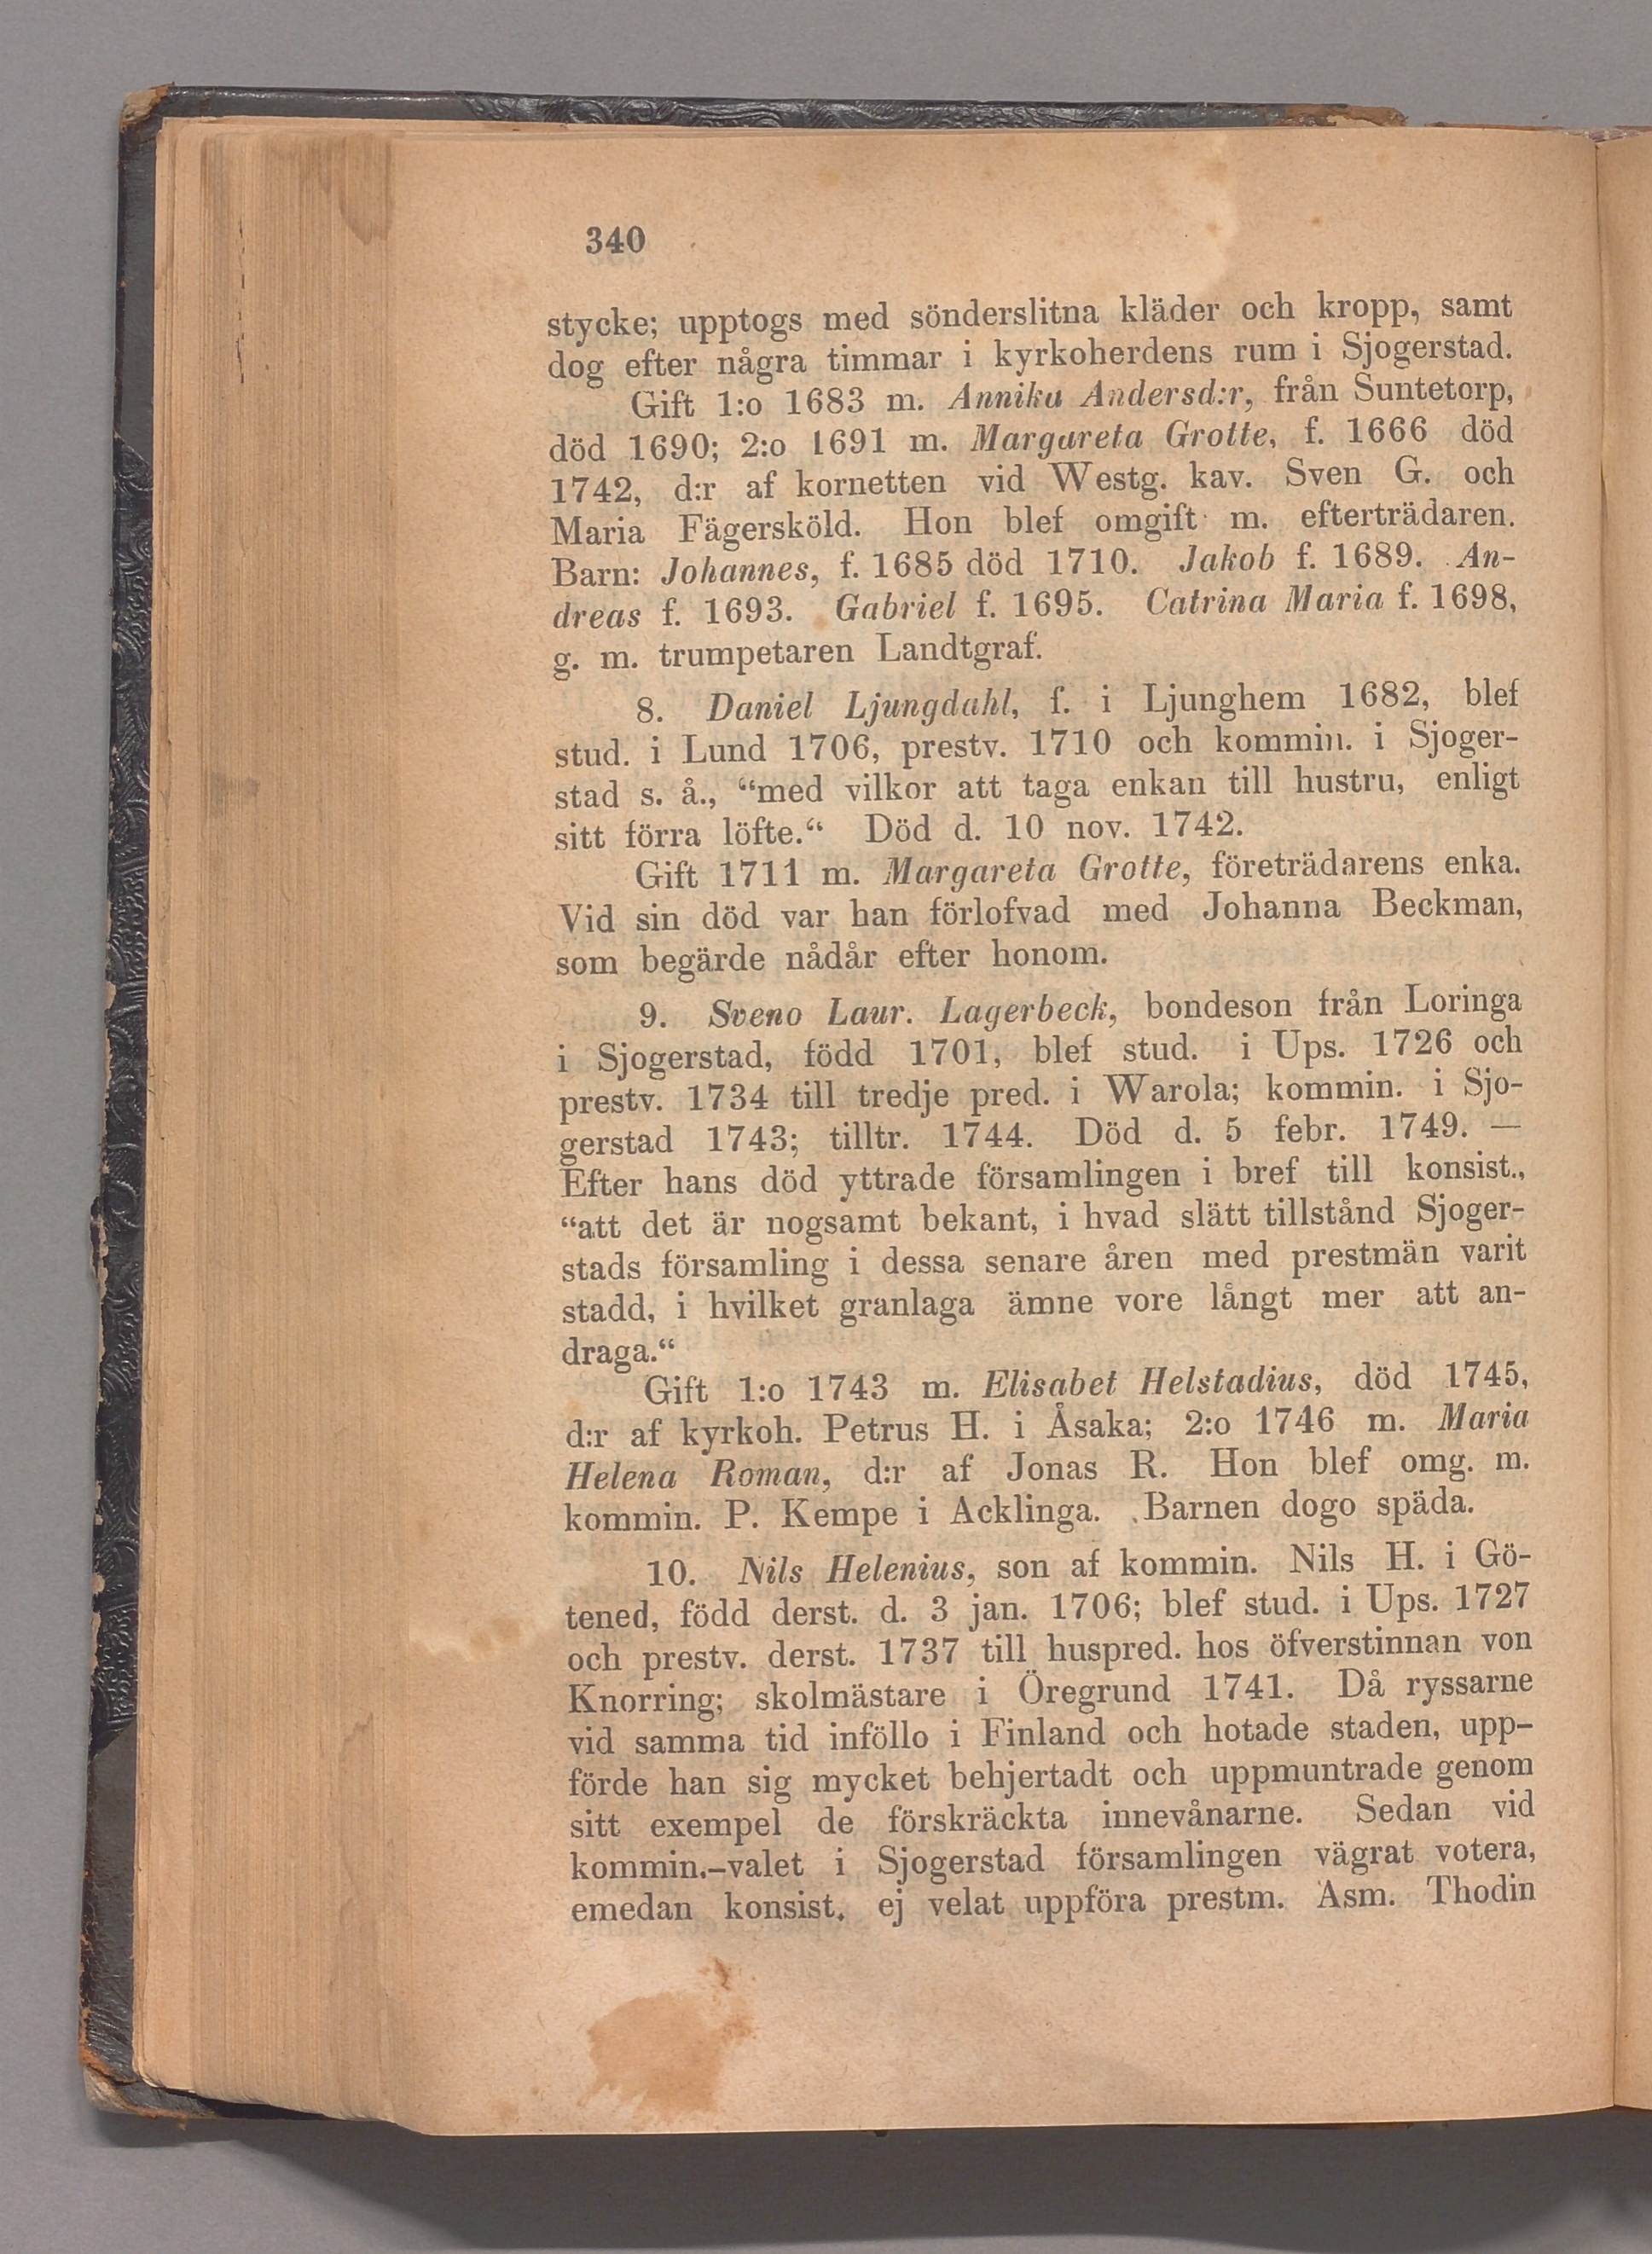 340
stycke; upptogs med sönderslitna kläder och kropp, samt
dog efter några timmar i kyrkoherdens rum i Sjogerstad.
Gift 1:o 1683 m. Annika Andersd:r, från Suntetorp,
död 1690; 2:o 1691 m. Margareta Grotte, f. 1666 död
1742, d:r af kornetten vid Westg. kav. Sven G. och
Maria Fägersköld. Hon blef omgift m. efterträdaren.
Barn: Johannes, f. 1685 död 1710. Jakob f. 1689. An-
dreas f. 1693. Gabriel f. 1695. Catrina Maria f. 1698,
g. m. trumpetaren Landtgraf.
8. Daniel Ljungdahl, f. i Ljunghem 1682, blef
stud. i Lund 1706, prestv. 1710 och kommin. i Sjoger-
stad s. å., “med vilkor att taga enkan till hustru, enligt
sitt förra löfte.“ Död d. 10 nov. 1742.
Gift 1711 m. Margareta Grotte, företrädarens enka.
Vid sin död var han förlofvad med Johanna Beckman,
som begärde nådår efter honom.
9. Sveno Laur. Lagerbeck, bondeson från Loringa
i Sjogerstad, född 1701, blef stud. i Ups. 1726 och
prestv. 1734 till tredje pred. i Warola; kommin. i Sjo-
gerstad 1743; tilltr. 1744. Död d. 5 febr. 1749. —
Efter hans död yttrade församlingen i bref till konsist.,
“att det är nogsamt bekant, i hvad slätt tillstånd Sjoger-
stads församling i dessa senare åren med prestmän varit
stadd, i hvilket granlaga ämne vore långt mer att an-
draga.“
Gift 1:o 1743 m. Elisabet Helstadius, död 1745,
d:r af kyrkoh. Petrus H. i Åsaka; 2:o 1746 m. Maria
Helena Roman, d:r af Jonas R. Hon blef omg. m.
kommin. P. Kempe i Acklinga. Barnen dogo späda.
10. Nils Helenius, son af kommin. Nils H. i Gö-
tened, född derst. d. 3 jan. 1706; blef stud. i Ups. 1727
och prestv. derst. 1737 till huspred. hos öfverstinnan von
Knorring; skolmästare i Öregrund 1741. Då ryssarne
vid samma tid inföllo i Finland och hotade staden, upp-
förde han sig mycket behjertadt och uppmuntrade genom
sitt exempel de förskräckta innevånarne. Sedan vid
kommin.-valet i Sjogerstad församlingen vägrat votera,
emedan konsist. ej velat uppföra prestm. Asm. Thodin